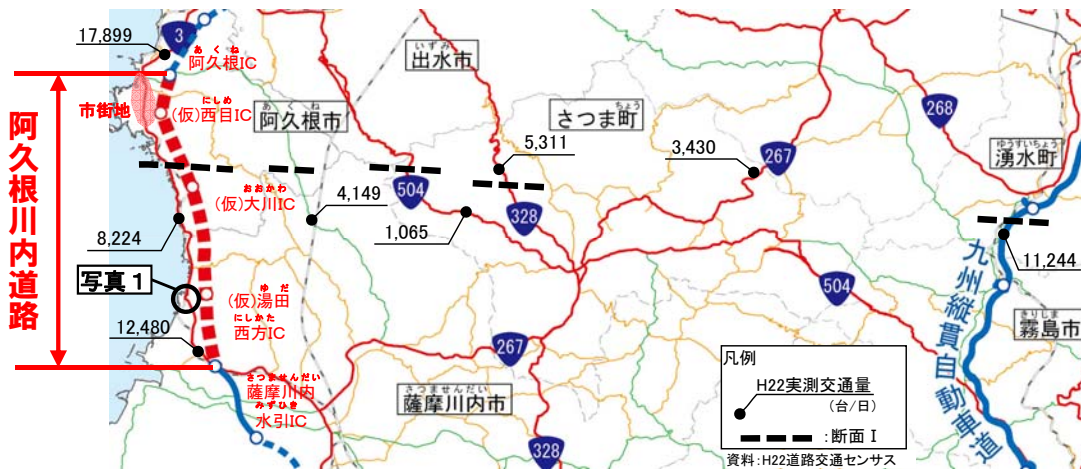 17,899
3
あくね
阿久根IC
市街地
にしめ
(仮)西目IC
阿久根川内道路
あくね
阿久根市
いずみ
出水市
ちょう
さつま町
5,311
3,430
267
268
ゆうすいちょう
湧水町
おおかわ
(仮)大川IC
4,149
504
328
1,065
8,224
11,244
写真1
ゆだ
(仮)湯田
にしかた
西方IC
504
九州縦貫自動車道
きりしま
霧島市
12,480
267
さつませんだい
薩摩川内
みずひき
水引IC
さつませんだい
薩摩川内市
328
凡例
H22実測交通量
(台/日)
:断面Ⅰ
資料:H22道路交通センサス